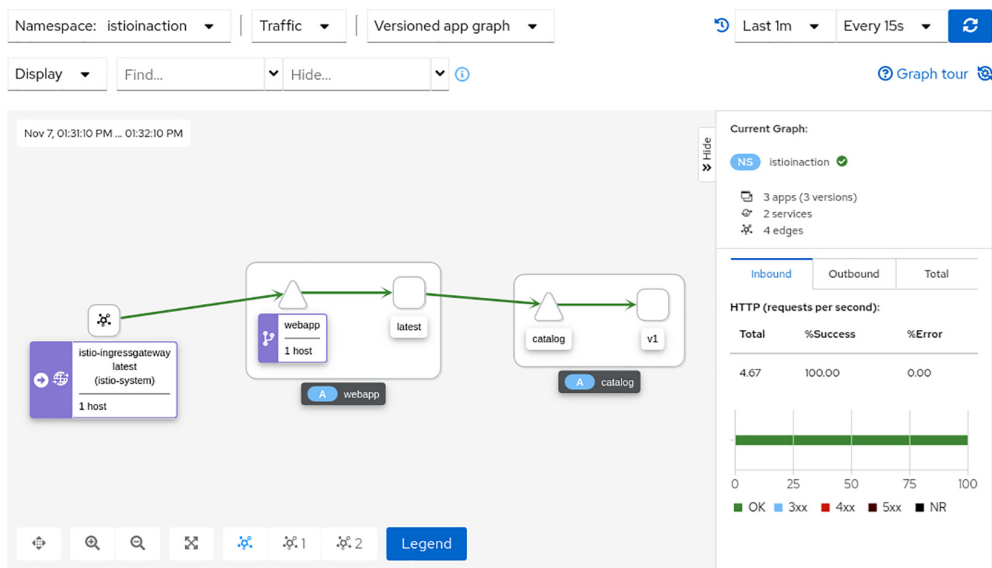 Namespace: istioinaction
Traffic
Versioned app graph
Last 1m
Every 15s
Display
Find...
Hide...
Graph tour
Nov 7, 01:31:10 PM ... 01:32:10 PM
Hide
istio-ingressgateway
latest
(istio-system)
1 host
webapp
1 host
latest
A webapp
catalog
v1
A catalog
1
2
Legend
Current Graph:
NS istioinaction
3 apps (3 versions)
2 services
4 edges
Inbound
Outbound
Total
HTTP (requests per second):
Total %Success %Error
4.67 100.00 0.00
0 25 50 75 100
OK 3xx 4xx 5xx NR